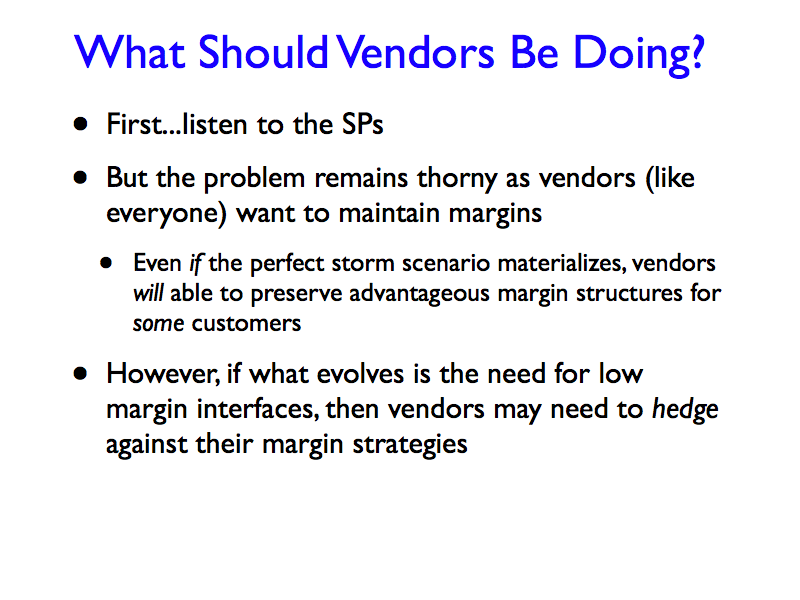 What Should Vendors Be Doing?
• First...listen to the SPs
• But the problem remains thorny as vendors (like
everyone) want to maintain margins
• Even if the perfect storm scenario materializes, vendors
will able to preserve advantageous margin structures for
some customers
• However, if what evolves is the need for low
margin interfaces, then vendors may need to hedge
against their margin strategies